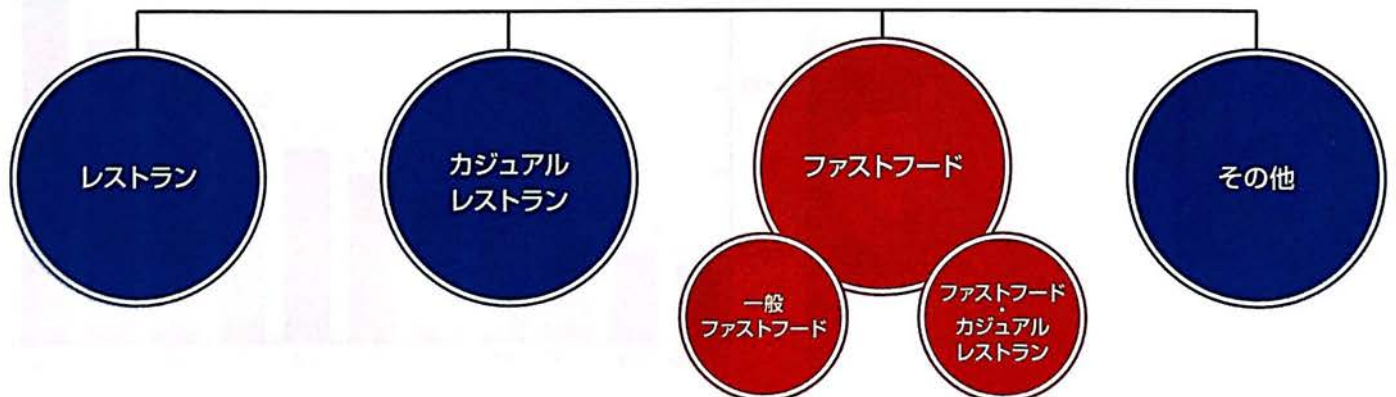 レストラン
カジュアル
レストラン
ファストフード
その他
一般
ファストフード
ファストフード
・
カジュアル
レストラン